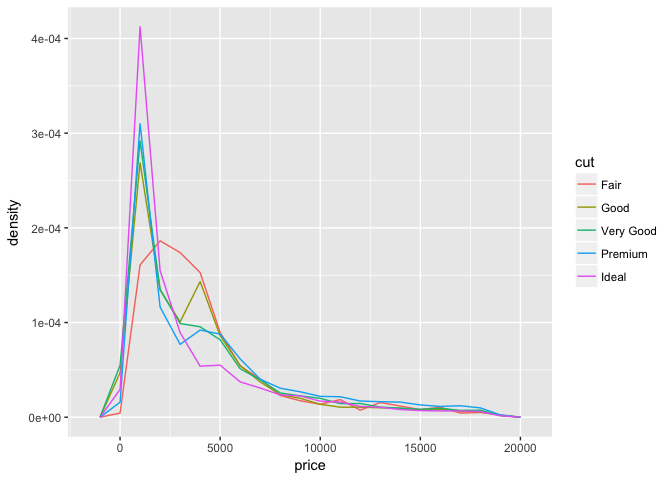 density
4e-04
3e-04
2e-04
1e-04
0e+00
0
5000
10000
15000
20000
price
cut
Fair
Good
Very Good
Premium
Ideal